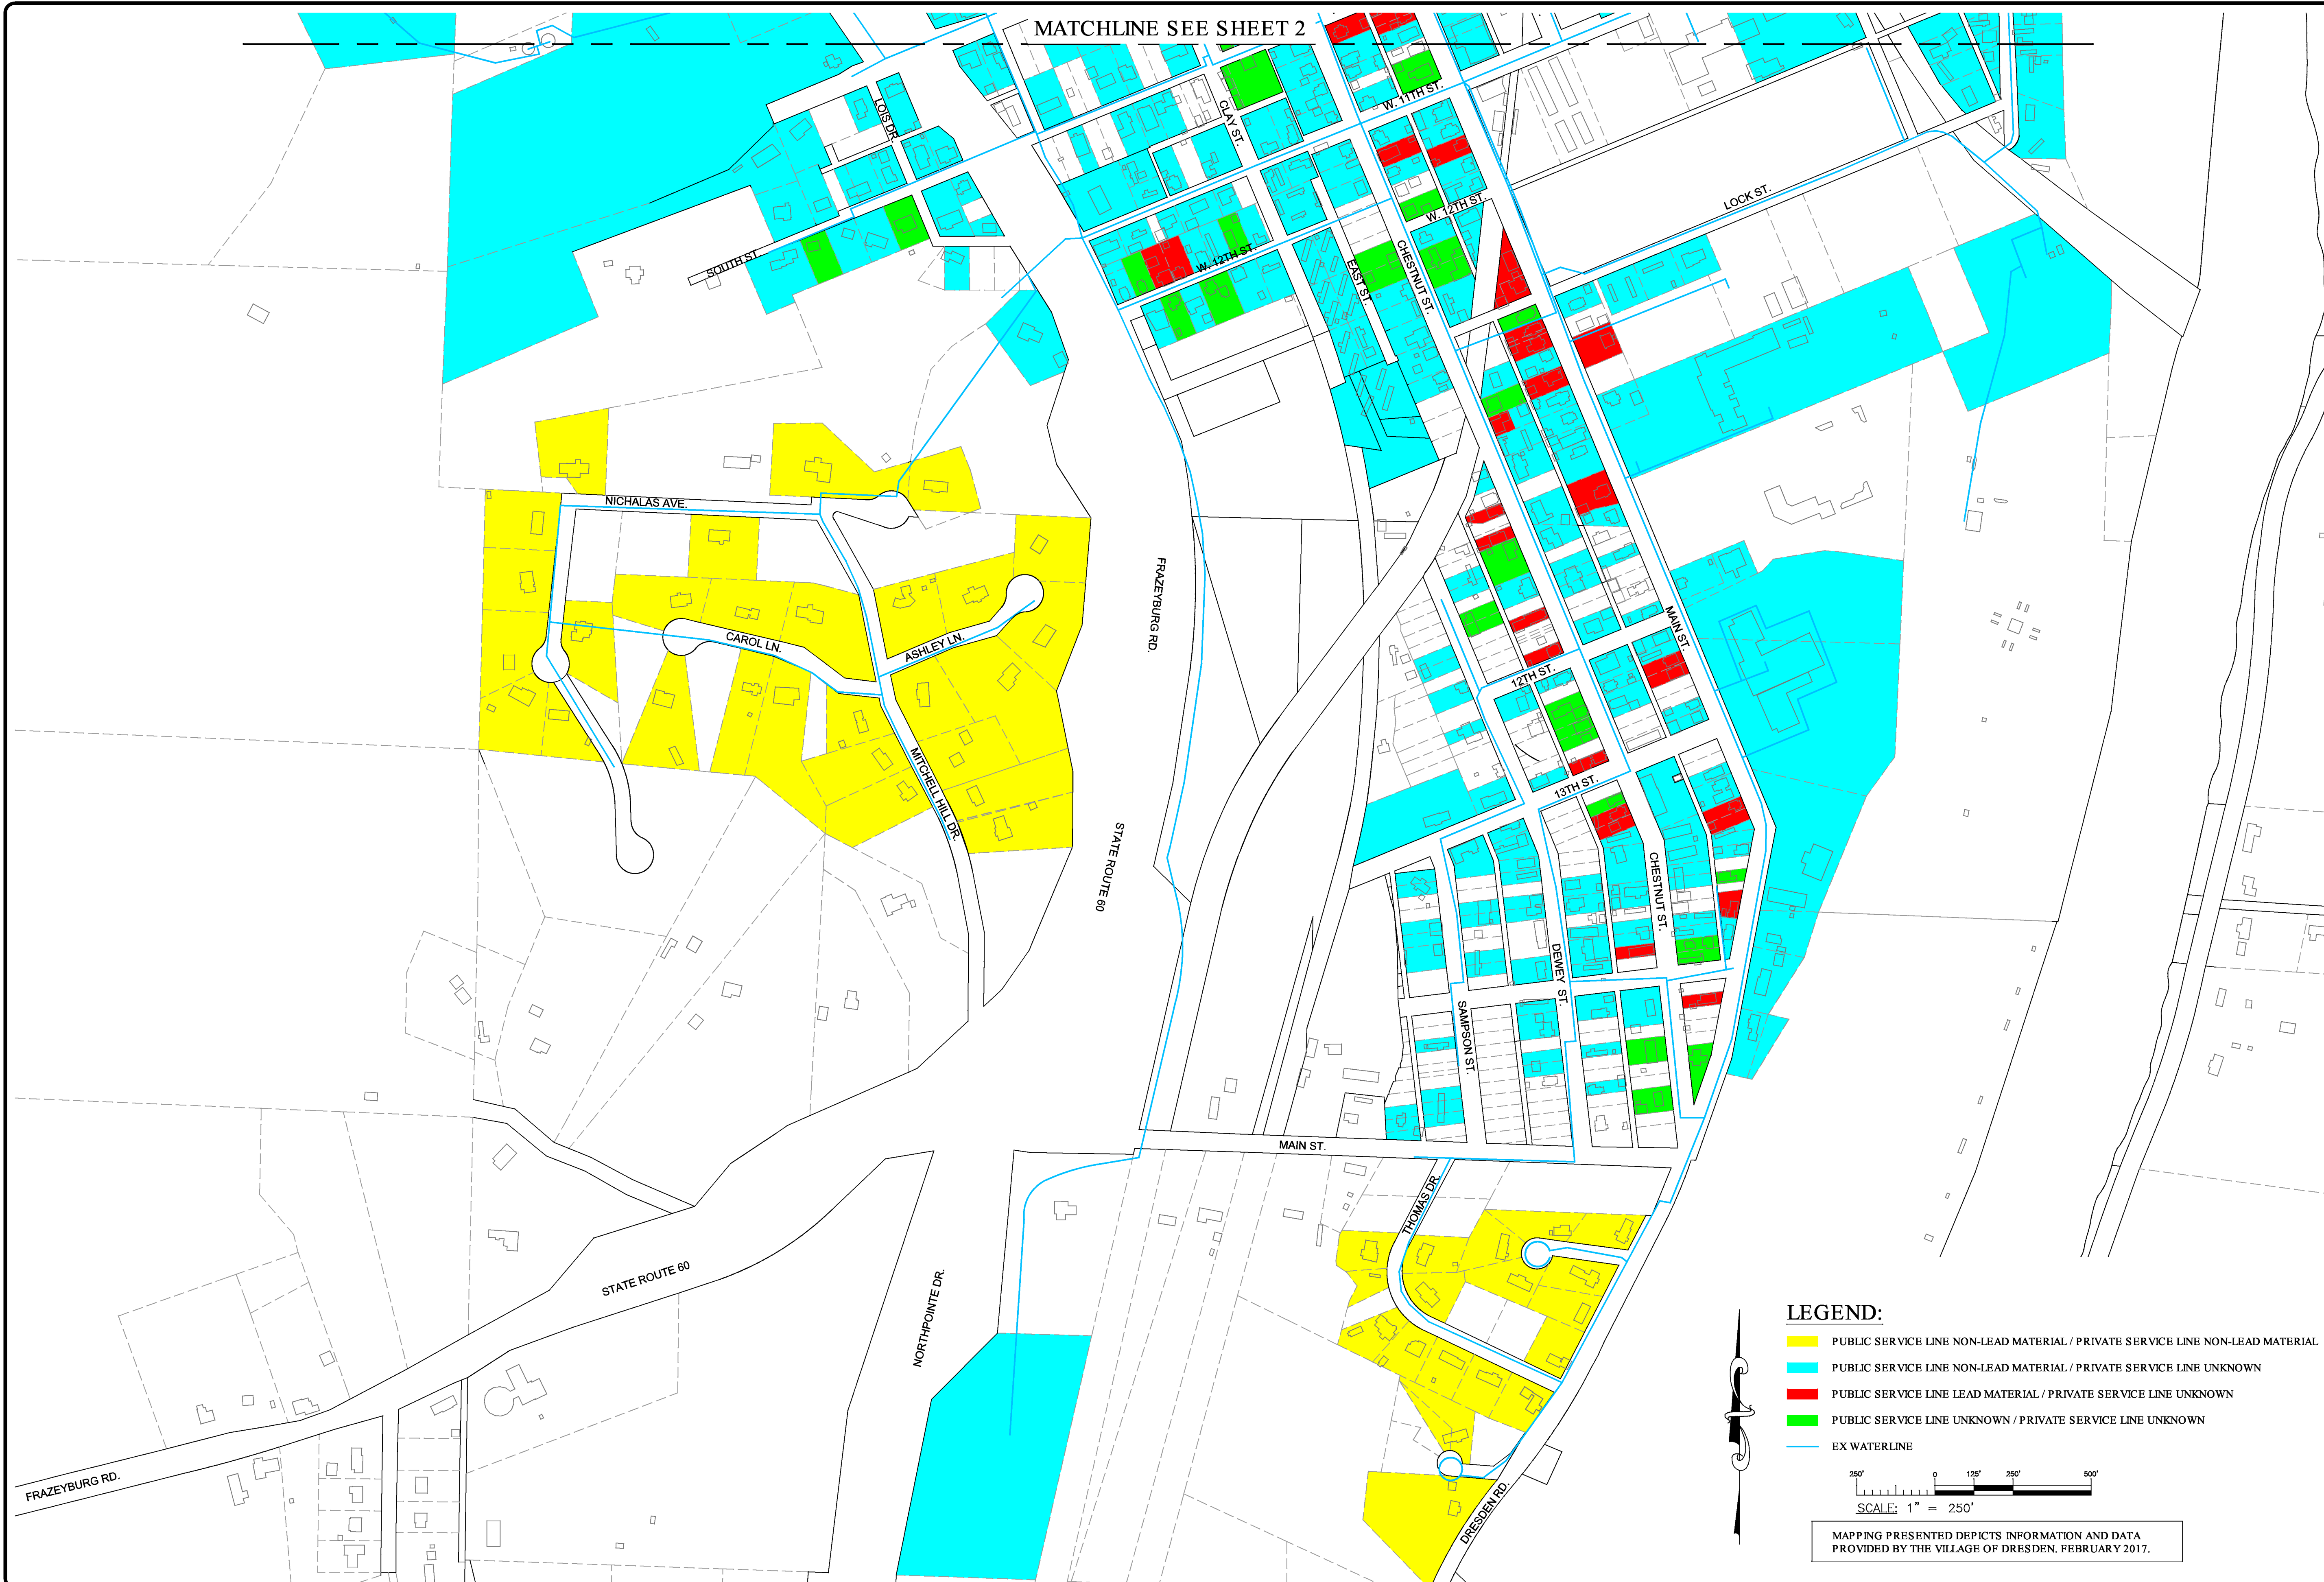 MATCHLINE SEE SHEET 2
LOIS DR.
CLAY ST.
W. 11TH ST.
W. 12TH ST.
LOCK ST.
SOUTH ST.
W. 12TH ST.
EAST ST.
CHESTNUT ST.
NICHALAS AVE.
FRAZEYBURG RD.
CAROL LN.
ASHLEY LN.
MAIN ST.
12TH ST.
MITCHELL HILL DR.
13TH ST.
STATE ROUTE 60
CHESTNUT ST.
DEWEY ST.
SAMPSON ST.
MAIN ST.
THOMAS DR.
STATE ROUTE 60
NORTHPOINTE DR.
FRAZEYBURG RD.
DRESDEN RD.
LEGEND:
PUBLIC SERVICE LINE NON-LEAD MATERIAL / PRIVATE SERVICE LINE NON-LEAD MATERIAL
PUBLIC SERVICE LINE NON-LEAD MATERIAL / PRIVATE SERVICE LINE UNKNOWN
PUBLIC SERVICE LINE LEAD MATERIAL / PRIVATE SERVICE LINE UNKNOWN
PUBLIC SERVICE LINE UNKNOWN / PRIVATE SERVICE LINE UNKNOWN
EX WATERLINE
250' 0 125' 250' 500'
SCALE: 1" = 250'
MAPPING PRESENTED DEPICTS INFORMATION AND DATA
PROVIDED BY THE VILLAGE OF DRESDEN. FEBRUARY 2017.